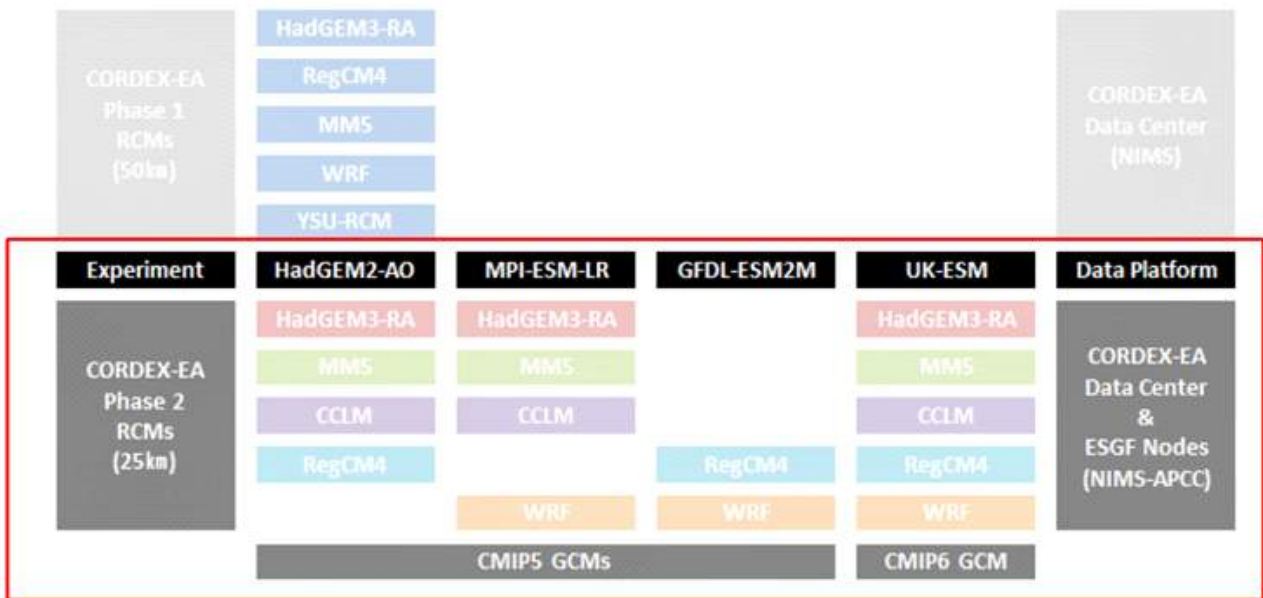 CORDEX-EA
Phase 1
RCMs
(50km)
HadGEM3-RA
RegCM4
MM5
WRF
YSU-RCM
CORDEX-EA
Data Center
(NIMS)
Experiment
HadGEM2-AO
MPI-ESM-LR
GFDL-ESM2M
UK-ESM
Data Platform
CORDEX-EA
Phase 2
RCMs
(25km)
HadGEM3-RA
MM5
CCLM
RegCM4
HadGEM3-RA
MM5
CCLM
WRF
RegCM4
WRF
HadGEM3-RA
MM5
CCLM
RegCM4
WRF
CORDEX-EA
Data Center
&
ESGF Nodes
(NIMS-APCC)
CMIP5 GCMs
CMIP6 GCM